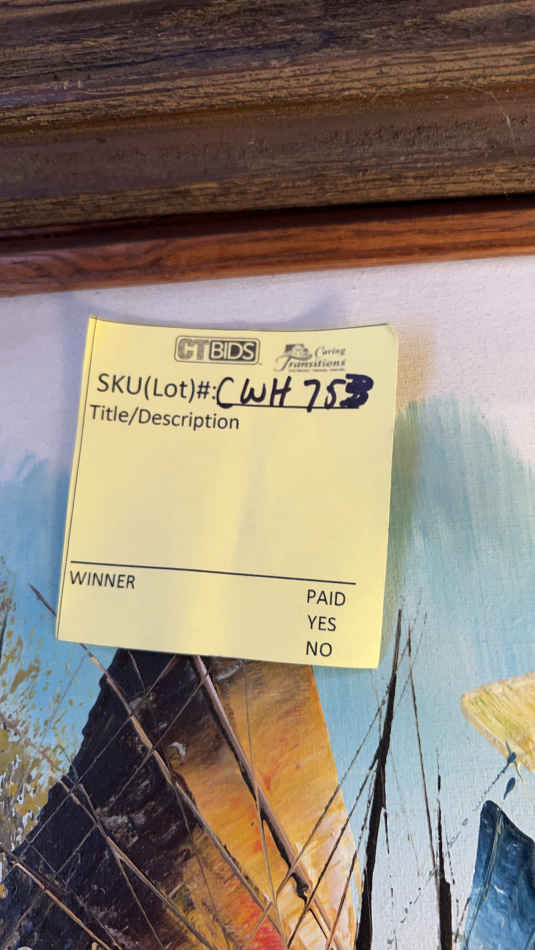 CTBIDS
Caring
Transitions
SKU(Lot)#: CWH 753
Title/Description
WINNER
PAID
YES
NO